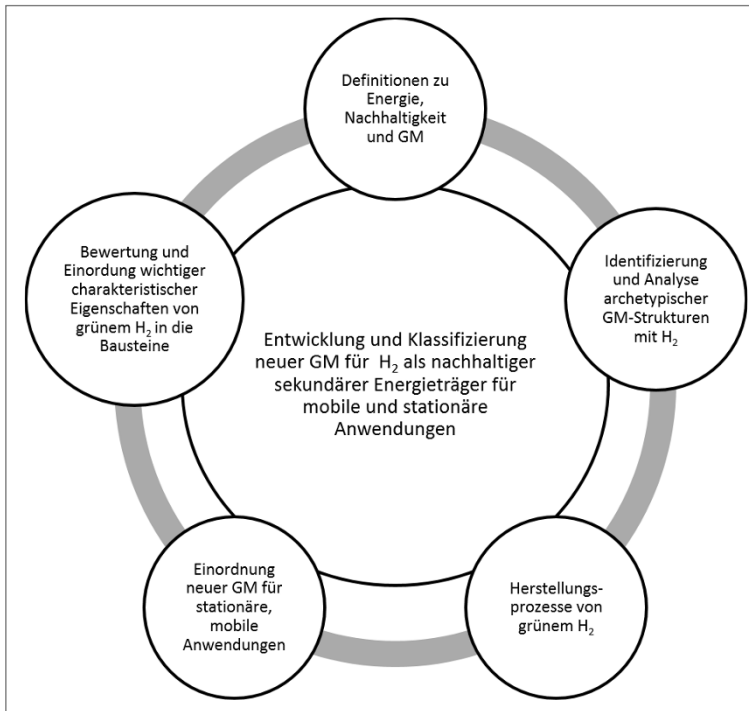 Definitionen zu
Energie,
Nachhaltigkeit
und GM
Identifizierung
und Analyse
archetypischer
GM-Strukturen
mit H₂
Herstellungs-
prozesse von
grünem H₂
Einordnung
neuer GM für
stationäre,
mobile
Anwendungen
Bewertung und
Einordung wichtiger
charakteristischer
Eigenschaften von
grünem H₂ in die
Bausteine
Entwicklung und Klassifizierung
neuer GM für H₂ als nachhaltiger
sekundärer Energieträger für
mobile und stationäre
Anwendungen